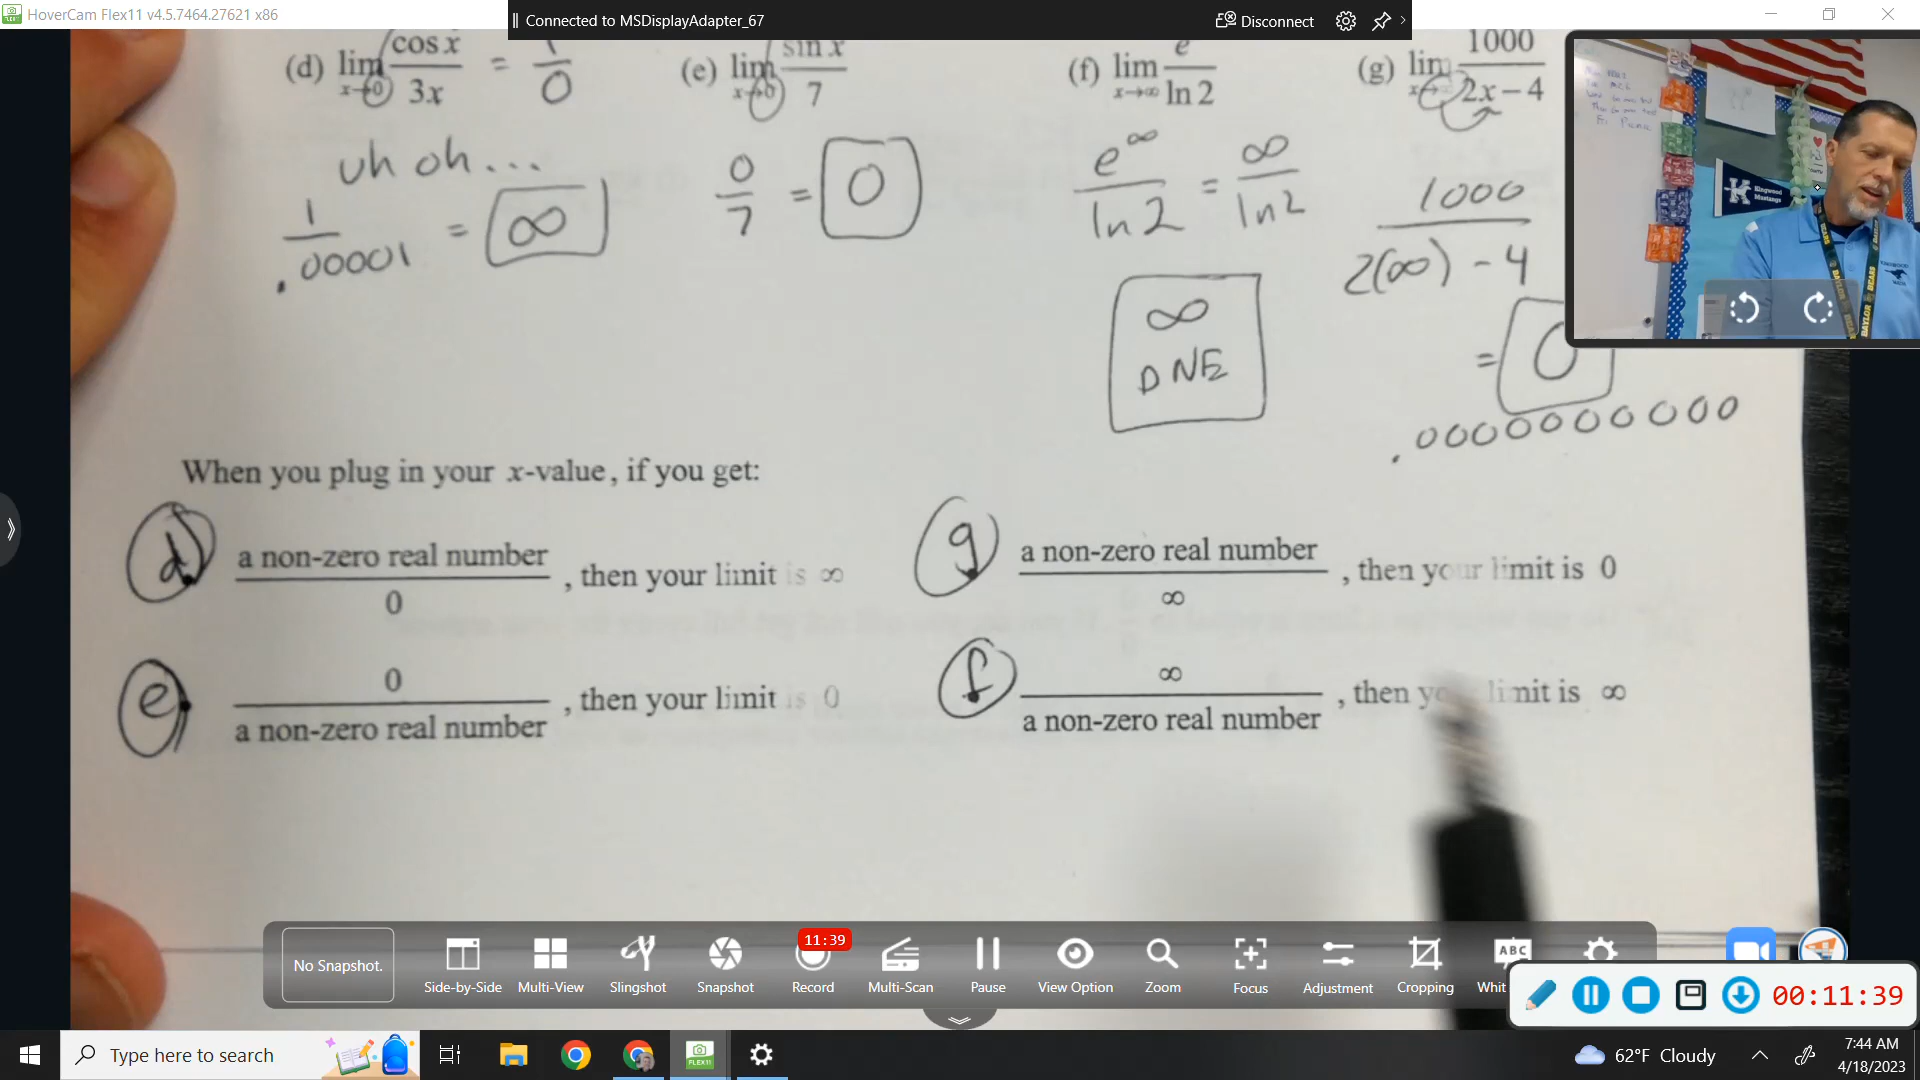 HoverCam Flex11 v4.5.7464.27621 x86
Connected to MSDisplayAdapter_67
Disconnect
(d) lim x→0 cos x / 3x = 1/0
(e) lim x→0 sin x / 7
(f) lim x→∞ e / ln 2
(g) lim 1000 / 2x − 4
uh oh...
1 / .00001 = ∞
0/7 = 0
e^∞ / ln 2 = ∞ / ln 2
∞
DNE
1000 / 2(∞) - 4
= 0
.0000000000
Kingwood
Mustangs
When you plug in your x-value, if you get:
d a non-zero real number / 0 , then your limit is ∞
g a non-zero real number / ∞ , then your limit is 0
e 0 / a non-zero real number , then your limit is 0
f ∞ / a non-zero real number , then your limit is ∞
No Snapshot.
Side-by-Side
Multi-View
Slingshot
Snapshot
11:39
Record
Multi-Scan
Pause
View Option
Zoom
Focus
Adjustment
Cropping
ABC
Whit
00:11:39
Type here to search
FLEX11
62°F Cloudy
7:44 AM
4/18/2023